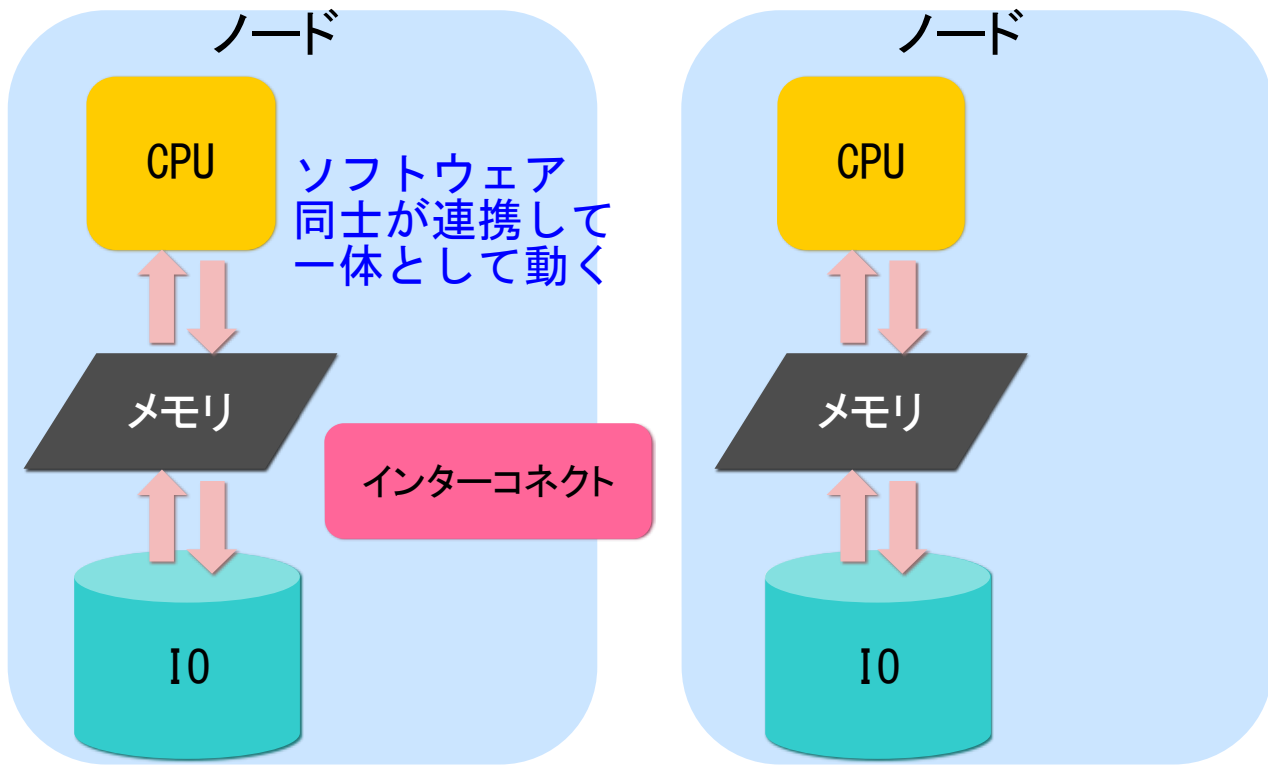 ノード
CPU
ソフトウェア
同士が連携して
一体として動く
メモリ
インターコネクト
IO
ノード
CPU
メモリ
IO